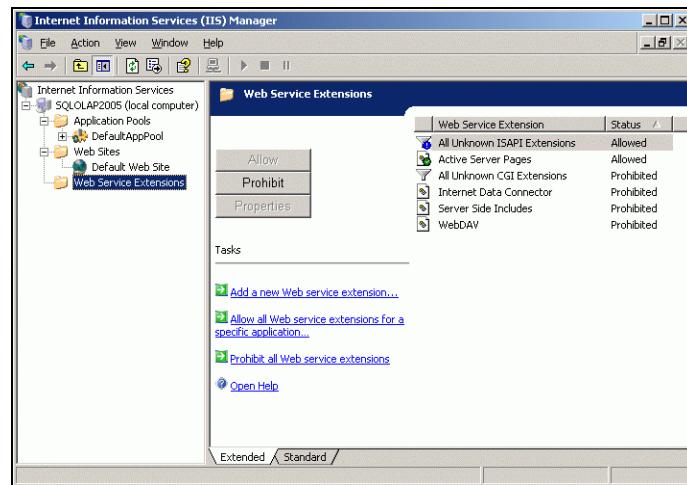 Internet Information Services (IIS) Manager
File Action View Window Help
Internet Information Services
SQLOLAP2005 (local computer)
Application Pools
DefaultAppPool
Web Sites
Default Web Site
Web Service Extensions
Web Service Extensions
Allow
Prohibit
Properties
Tasks
Add a new Web service extension...
Allow all Web service extensions for a
specific application...
Prohibit all Web service extensions
Open Help
Web Service Extension Status
All Unknown ISAPI Extensions Allowed
Active Server Pages Allowed
All Unknown CGI Extensions Prohibited
Internet Data Connector Prohibited
Server Side Includes Prohibited
WebDAV Prohibited
Extended Standard